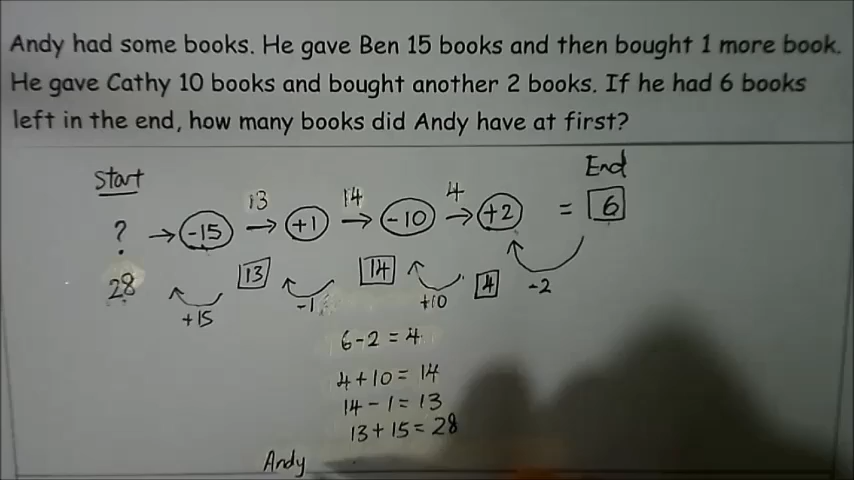 Andy had some books. He gave Ben 15 books and then bought 1 more book.
He gave Cathy 10 books and bought another 2 books. If he had 6 books
left in the end, how many books did Andy have at first?
Start End
13 14 4
? → -15 → +1 → -10 → +2 = 6
28 13 14 4
+15 -1 +10 -2
6-2 = 4
4+10 = 14
14-1 = 13
13+15 = 28
Andy